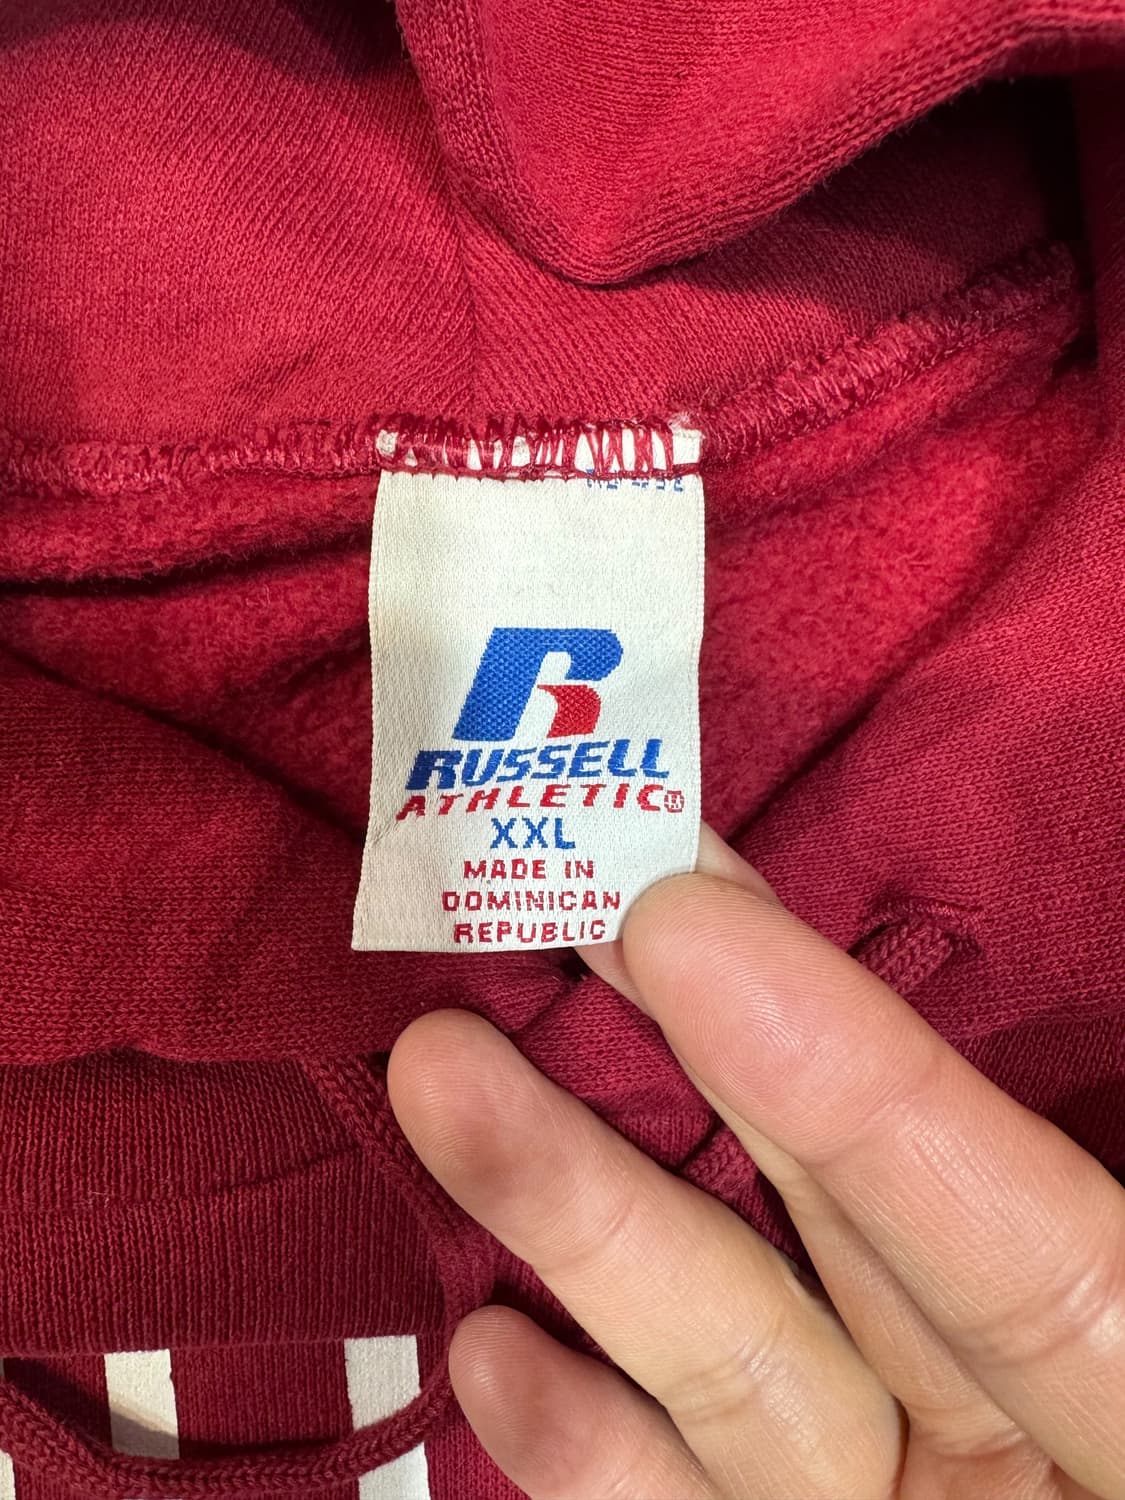 RUSSELL
ATHLETIC®
XXL
MADE IN
DOMINICAN
REPUBLIC